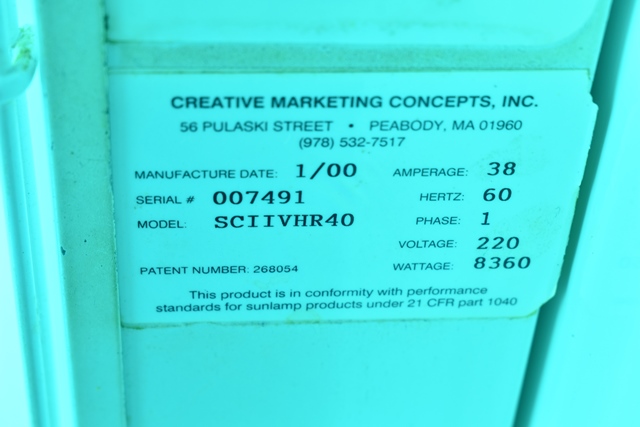 CREATIVE MARKETING CONCEPTS, INC.
56 PULASKI STREET • PEABODY, MA 01960
(978) 532-7517
MANUFACTURE DATE: 1/00 AMPERAGE: 38
SERIAL # 007491 HERTZ: 60
MODEL: SCIIVHR40 PHASE: 1
VOLTAGE: 220
PATENT NUMBER: 268054 WATTAGE: 8360
This product is in conformity with performance
standards for sunlamp products under 21 CFR part 1040